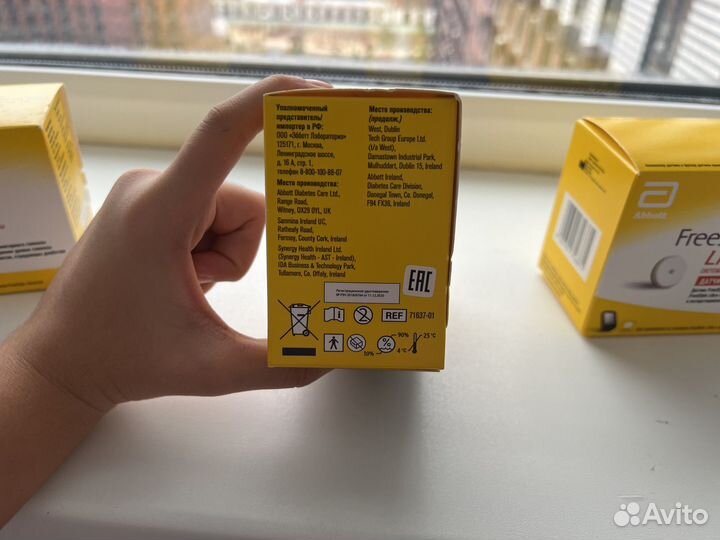 Уполномоченный
представитель/
импортер в РФ:
ООО «Эбботт Лэбораториз»
125171, г. Москва,
Ленинградское шоссе,
д. 16 А, стр. 1,
телефон 8-800-100-88-07
Место производства:
Abbott Diabetes Care Ltd.,
Range Road,
Witney, OX29 0YL, UK
Sanmina Ireland UC,
Rathealy Road,
Fermoy, County Cork, Ireland
Synergy Health Ireland Ltd.
(Synergy Health - AST - Ireland),
IDA Business & Technology Park,
Tullamore, Co. Offaly, Ireland
Место производства:
(продолж.)
West, Dublin
Tech Group Europe Ltd.
(t/a West),
Damastown Industrial Park,
Mulhuddart, Dublin 15, Ireland
Abbott Ireland,
Diabetes Care Division,
Donegal Town, Co. Donegal,
F94 FX38, Ireland
EAC
Регистрационное удостоверение
REF 71637-01
90%
10%
25 °C
4 °C
Abbott
Free
Li
ДАТЧИК
Avito